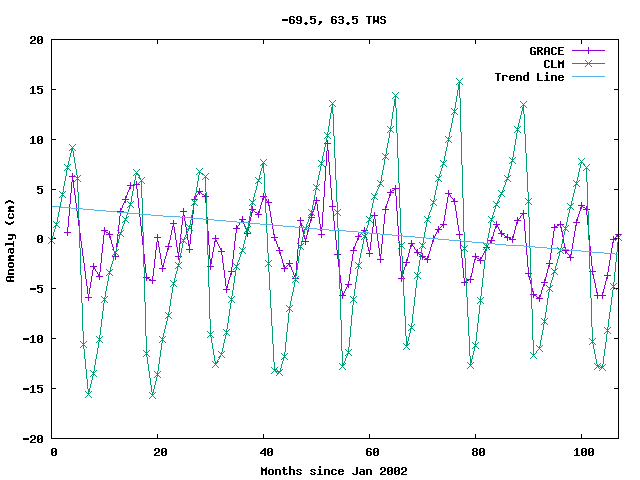 -69.5, 63.5 TWS
GRACE
CLM
Trend Line
20
15
10
5
0
-5
-10
-15
-20
Anomaly (cm)
0 20 40 60 80 100
Months since Jan 2002